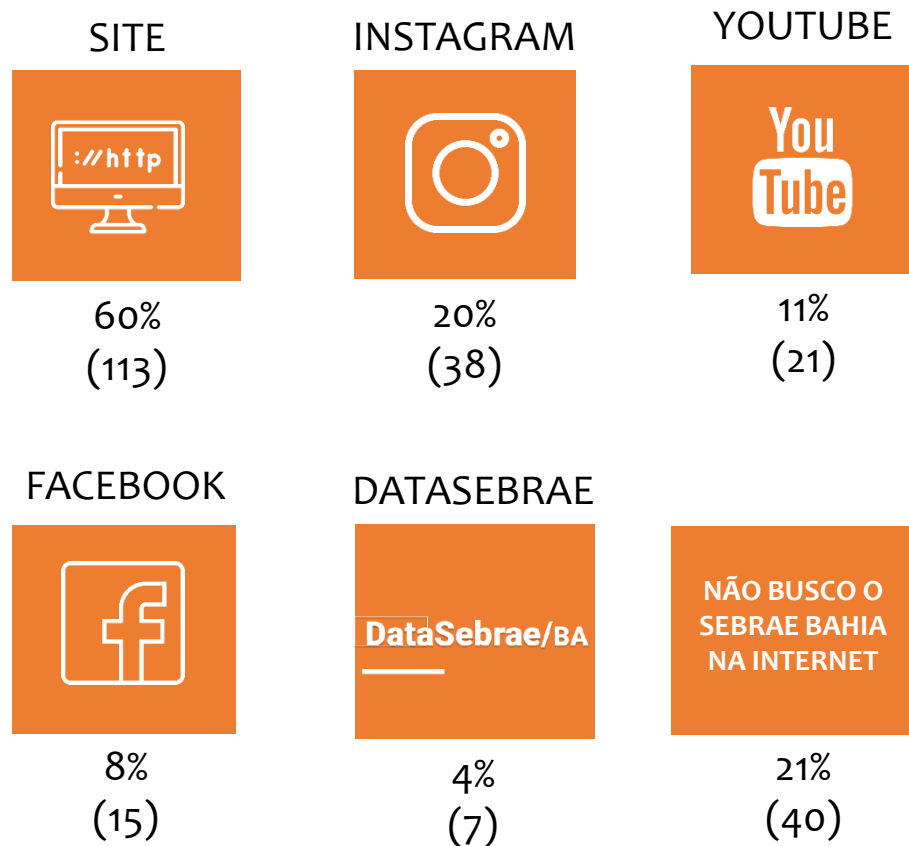 SITE
INSTAGRAM
YOUTUBE
://http
You
Tube
60%
(113)
20%
(38)
11%
(21)
FACEBOOK
DATASEBRAE
f
DataSebrae/BA
NÃO BUSCO O
SEBRAE BAHIA
NA INTERNET
8%
(15)
4%
(7)
21%
(40)